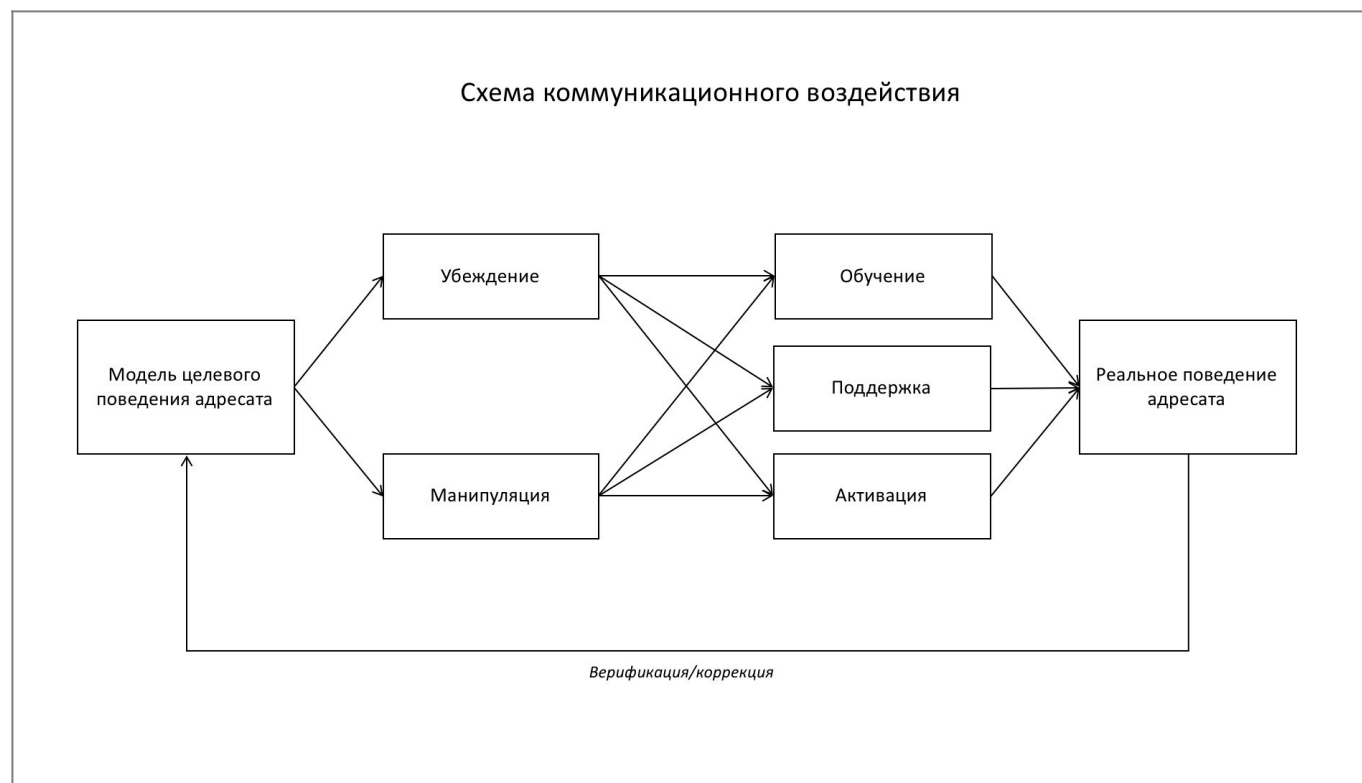 Схема коммуникационного воздействия
Убеждение
Обучение
Модель целевого
поведения адресата
Поддержка
Реальное поведение
адресата
Манипуляция
Активация
Верификация/коррекция